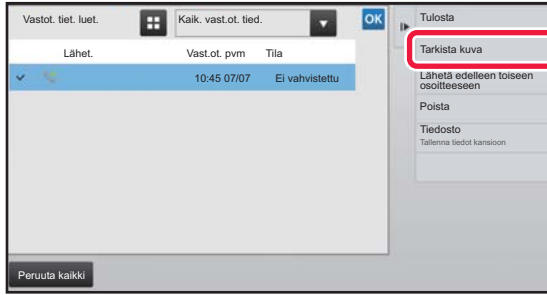 Vastot. tiet. luet.
Kaik. vast.ot. tied.
OK
Lähet.
Vast.ot. pvm
Tila
10:45 07/07
Ei vahvistettu
Peruuta kaikki
Tulosta
Tarkista kuva
Lähetä edelleen toiseen
osoitteeseen
Poista
Tiedosto
Tallenna tiedot kansioon